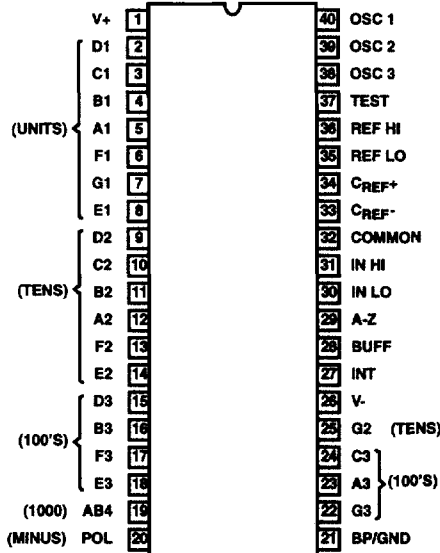 V+ 1 40 OSC 1
D1 2 39 OSC 2
C1 3 38 OSC 3
B1 4 37 TEST
(UNITS) A1 5 36 REF HI
F1 6 35 REF LO
G1 7 34 CREF+
E1 8 33 CREF-
D2 9 32 COMMON
C2 10 31 IN HI
(TENS) B2 11 30 IN LO
A2 12 29 A-Z
F2 13 28 BUFF
E2 14 27 INT
D3 15 26 V-
B3 16 25 G2 (TENS)
(100'S) F3 17 24 C3
E3 18 23 A3 (100'S)
(1000) AB4 19 22 G3
(MINUS) POL 20 21 BP/GND